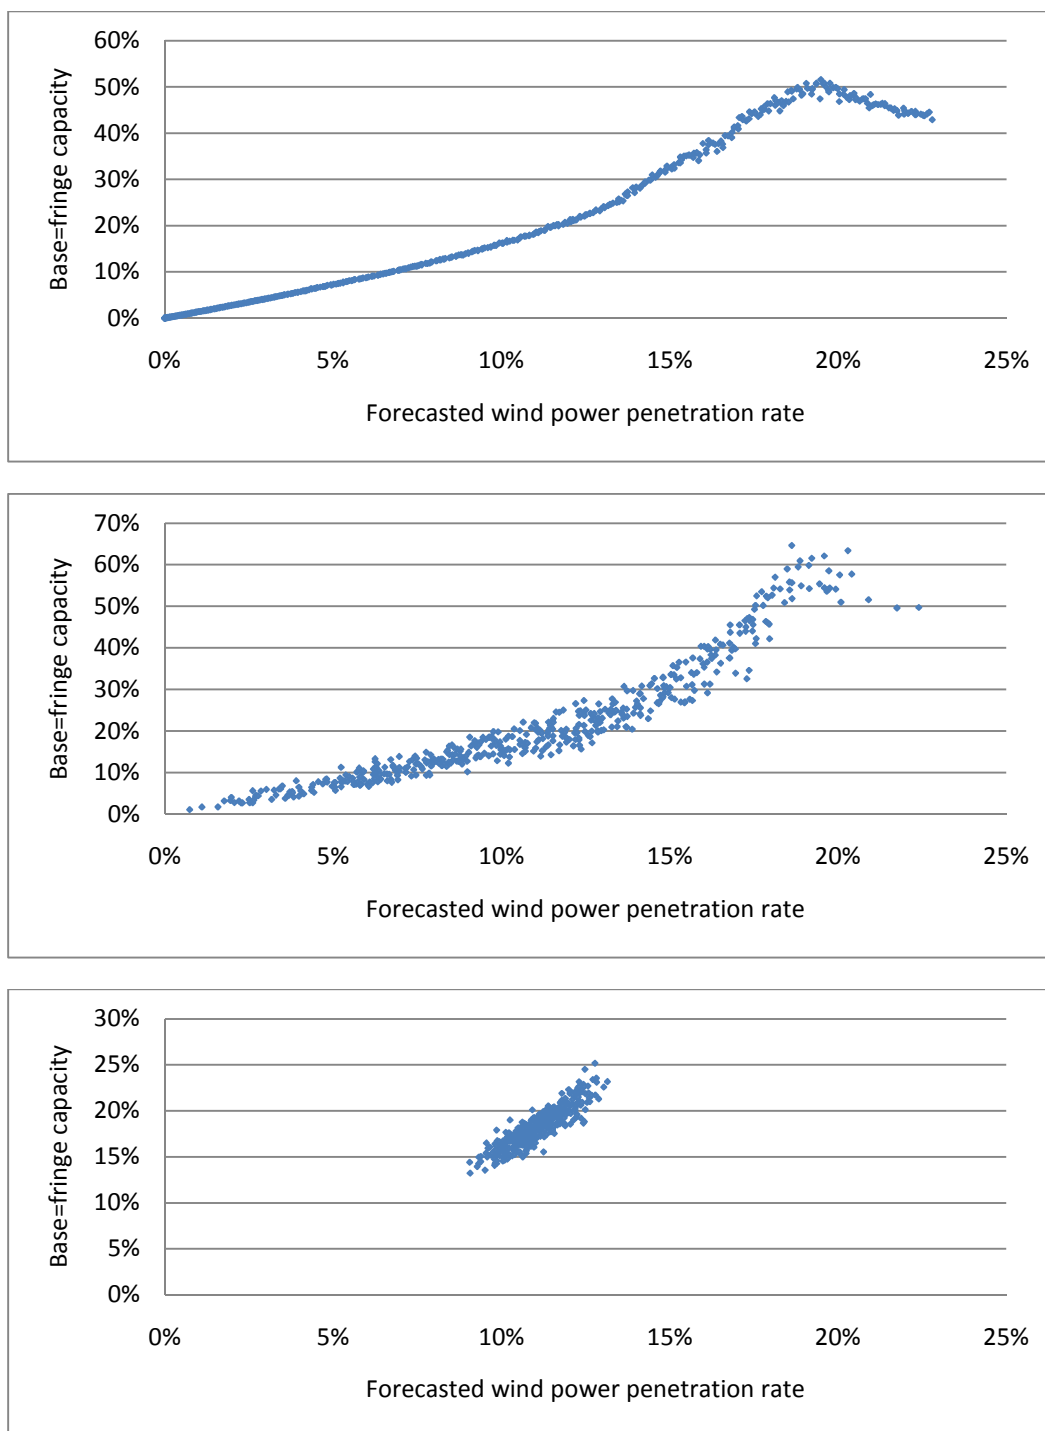 60%
50%
40%
30%
20%
10%
0%
Base=fringe capacity
0% 5% 10% 15% 20% 25%
Forecasted wind power penetration rate
70%
60%
50%
40%
30%
20%
10%
0%
Base=fringe capacity
0% 5% 10% 15% 20% 25%
Forecasted wind power penetration rate
30%
25%
20%
15%
10%
5%
0%
Base=fringe capacity
0% 5% 10% 15% 20% 25%
Forecasted wind power penetration rate